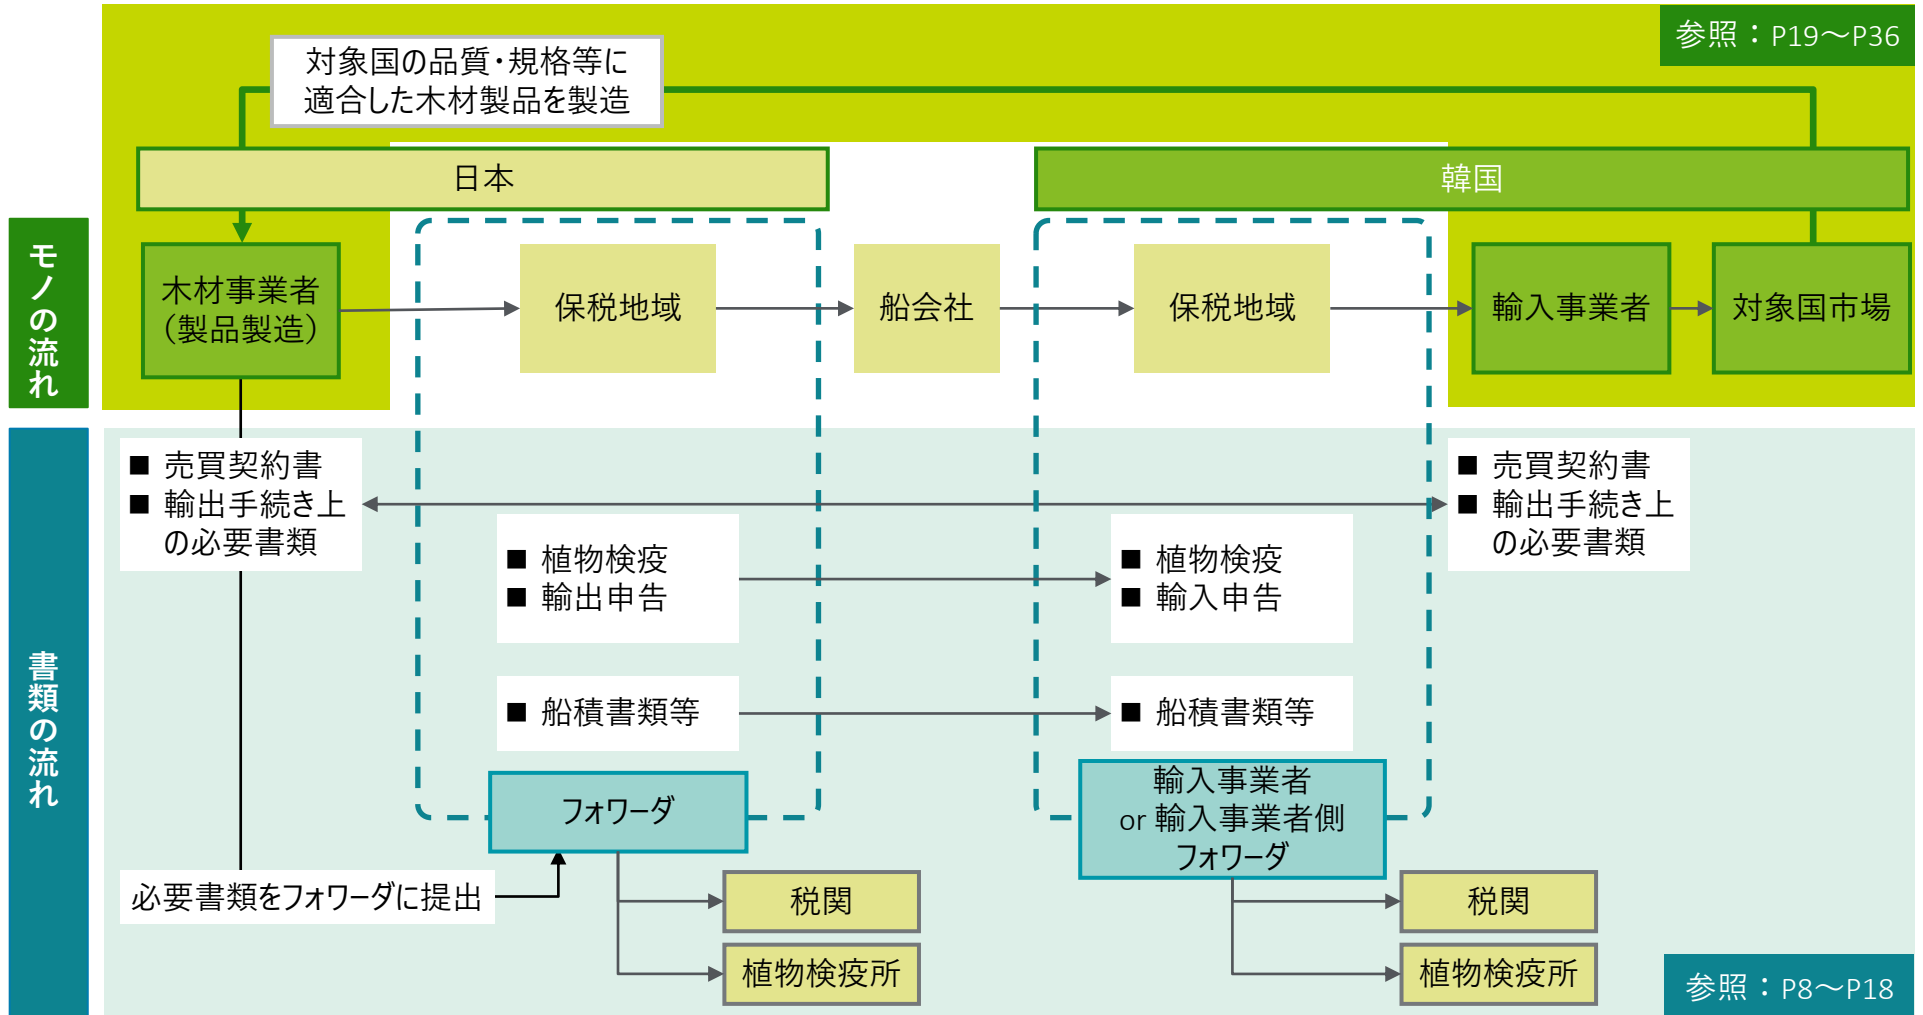 参照：P19～P36
対象国の品質・規格等に
適合した木材製品を製造
日本
韓国
モノの流れ
木材事業者
（製品製造）
保税地域
船会社
保税地域
輸入事業者
対象国市場
書類の流れ
■ 売買契約書
■ 輸出手続き上
の必要書類
■ 売買契約書
■ 輸出手続き上
の必要書類
■ 植物検疫
■ 輸出申告
■ 植物検疫
■ 輸入申告
■ 船積書類等
■ 船積書類等
フォワーダ
輸入事業者
or 輸入事業者側
フォワーダ
必要書類をフォワーダに提出
税関
植物検疫所
税関
植物検疫所
参照：P8～P18